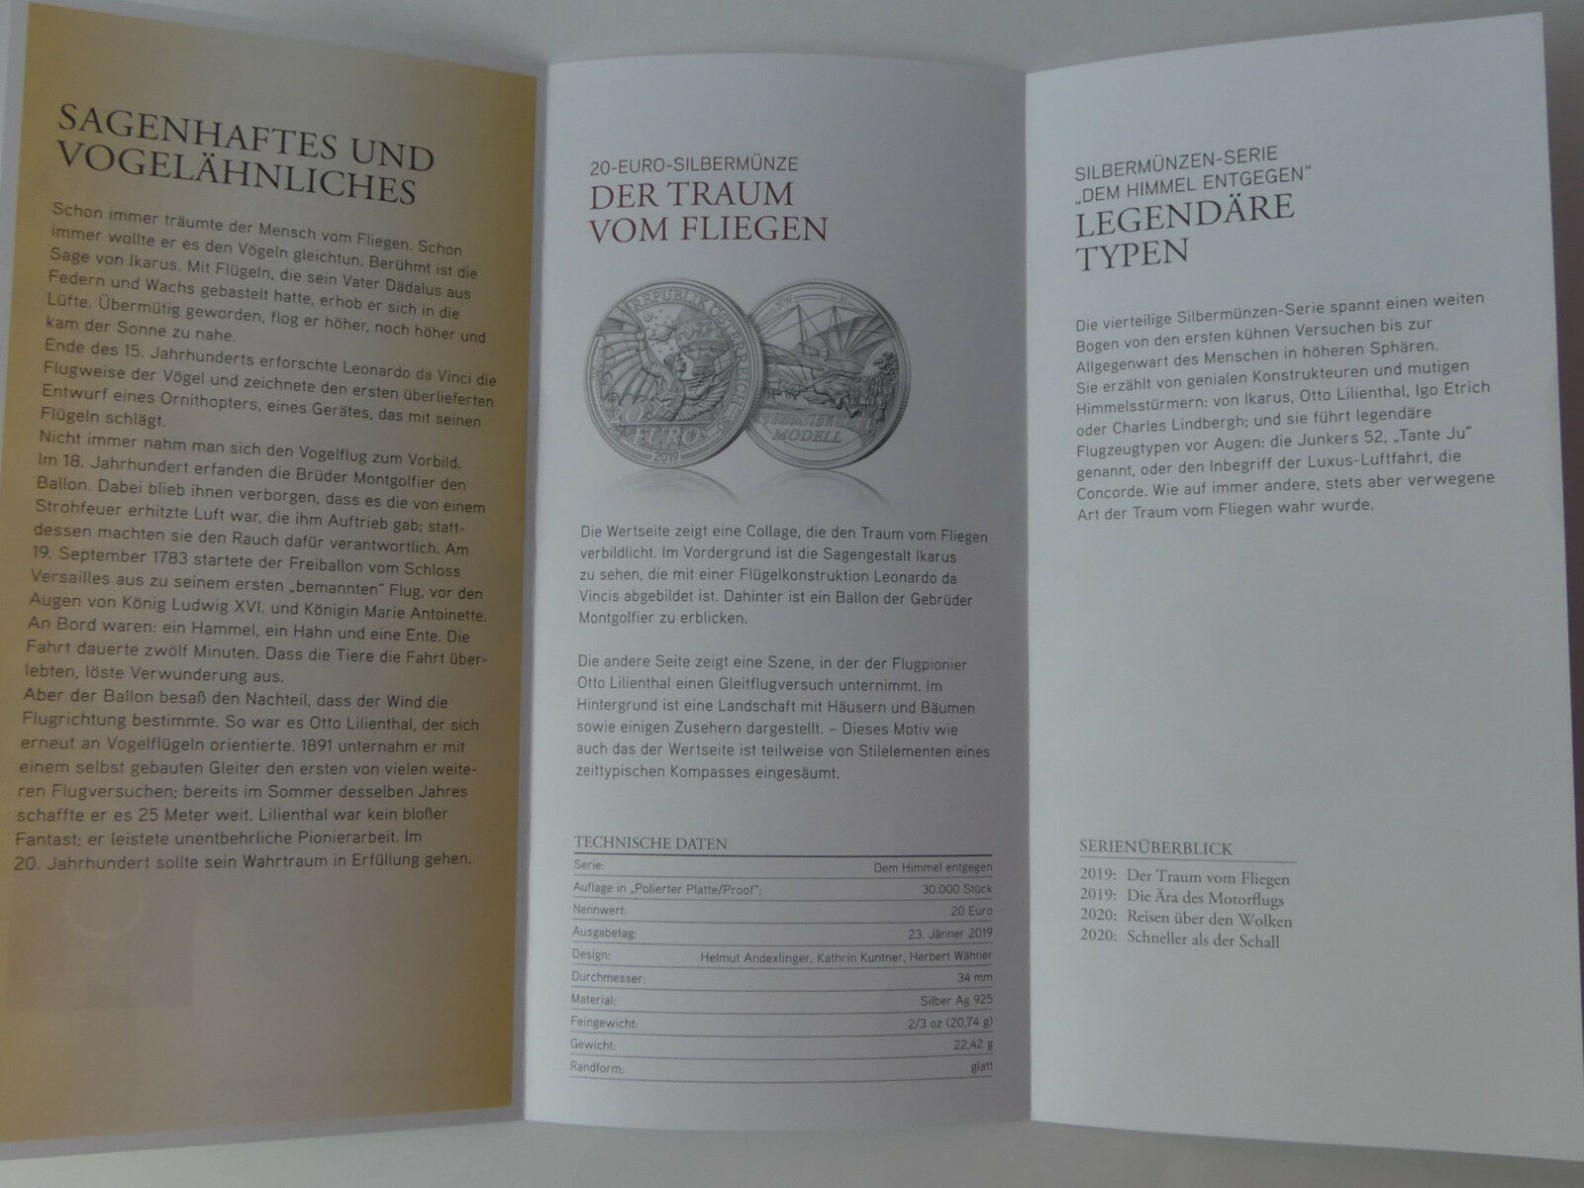 SAGENHAFTES UND
VOGELÄHNLICHES
Schon immer träumte der Mensch vom Fliegen. Schon
immer wollte er es den Vögeln gleichtun. Berühmt ist die
Sage von Ikarus. Mit Flügeln, die sein Vater Dädalus aus
Federn und Wachs gebastelt hatte, erhob er sich in die
Lüfte. Übermütig geworden, flog er höher, noch höher und
kam der Sonne zu nahe.
Ende des 15. Jahrhunderts erforschte Leonardo da Vinci die
Flugweise der Vögel und zeichnete den ersten überlieferten
Entwurf eines Ornithopters, eines Gerätes, das mit seinen
Flügeln schlägt.
Nicht immer nahm man sich den Vogelflug zum Vorbild.
Im 18. Jahrhundert erfanden die Brüder Montgolfier den
Ballon. Dabei blieb ihnen verborgen, dass es die von einem
Strohfeuer erhitzte Luft war, die ihm Auftrieb gab; statt-
dessen machten sie den Rauch dafür verantwortlich. Am
19. September 1783 startete der Freiballon vom Schloss
Versailles aus zu seinem ersten „bemannten" Flug, vor den
Augen von König Ludwig XVI. und Königin Marie Antoinette.
An Bord waren: ein Hammel, ein Hahn und eine Ente. Die
Fahrt dauerte zwölf Minuten. Dass die Tiere die Fahrt über-
lebten, löste Verwunderung aus.
Aber der Ballon besaß den Nachteil, dass der Wind die
Flugrichtung bestimmte. So war es Otto Lilienthal, der sich
erneut an Vogelflügeln orientierte. 1891 unternahm er mit
einem selbst gebauten Gleiter den ersten von vielen weite-
ren Flugversuchen; bereits im Sommer desselben Jahres
schaffte er es 25 Meter weit. Lilienthal war kein bloßer
Fantast; er leistete unentbehrliche Pionierarbeit. Im
20. Jahrhundert sollte sein Wahrtraum in Erfüllung gehen.
20-EURO-SILBERMÜNZE
DER TRAUM
VOM FLIEGEN
REPUBLIK ÖSTERREICH
20
EURO
2019
NW N
MODELL
Die Wertseite zeigt eine Collage, die den Traum vom Fliegen
verbildlicht. Im Vordergrund ist die Sagengestalt Ikarus
zu sehen, die mit einer Flügelkonstruktion Leonardo da
Vincis abgebildet ist. Dahinter ist ein Ballon der Gebrüder
Montgolfier zu erblicken.
Die andere Seite zeigt eine Szene, in der der Flugpionier
Otto Lilienthal einen Gleitflugversuch unternimmt. Im
Hintergrund ist eine Landschaft mit Häusern und Bäumen
sowie einigen Zusehern dargestellt. – Dieses Motiv wie
auch das der Wertseite ist teilweise von Stilelementen eines
zeittypischen Kompasses eingesäumt.
TECHNISCHE DATEN
Serie: Dem Himmel entgegen
Auflage in „Polierter Platte/Proof": 30.000 Stück
Nennwert: 20 Euro
Ausgabetag: 23. Jänner 2019
Design: Helmut Andexlinger, Kathrin Kuntner, Herbert Wähner
Durchmesser: 34 mm
Material: Silber Ag 925
Feingewicht: 2/3 oz (20,74 g)
Gewicht: 22,42 g
Randform: glatt
SILBERMÜNZEN-SERIE
„DEM HIMMEL ENTGEGEN"
LEGENDÄRE
TYPEN
Die vierteilige Silbermünzen-Serie spannt einen weiten
Bogen von den ersten kühnen Versuchen bis zur
Allgegenwart des Menschen in höheren Sphären.
Sie erzählt von genialen Konstrukteuren und mutigen
Himmelsstürmern: von Ikarus, Otto Lilienthal, Igo Etrich
oder Charles Lindbergh; und sie führt legendäre
Flugzeugtypen vor Augen: die Junkers 52, „Tante Ju"
genannt, oder den Inbegriff der Luxus-Luftfahrt, die
Concorde. Wie auf immer andere, stets aber verwegene
Art der Traum vom Fliegen wahr wurde.
SERIENÜBERBLICK
2019: Der Traum vom Fliegen
2019: Die Ära des Motorflugs
2020: Reisen über den Wolken
2020: Schneller als der Schall